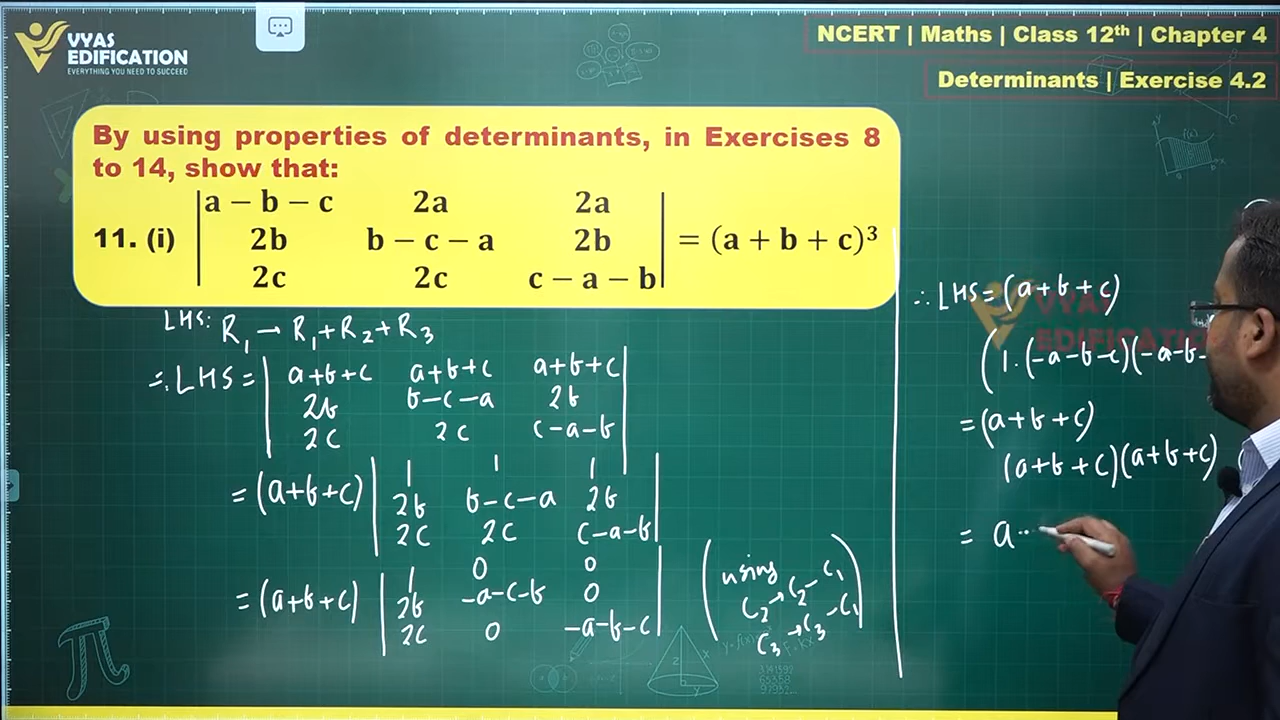 VYAS
EDIFICATION
EVERYTHING YOU NEED TO SUCCEED
NCERT | Maths | Class 12th | Chapter 4
Determinants | Exercise 4.2
By using properties of determinants, in Exercises 8
to 14, show that:
a − b − c 2a 2a
11. (i) 2b b − c − a 2b = (a + b + c)³
2c 2c c − a − b
LHS: R₁ → R₁+R₂+R₃
∴ LHS = | a+b+c a+b+c a+b+c |
2b b-c-a 2b
2c 2c c-a-b
1 1 1
= (a+b+c) | 2b b-c-a 2b |
2c 2c c-a-b
1 0 0
= (a+b+c) | 2b -a-c-b 0 |
2c 0 -a-b-c
( using
C₂ → C₂ - C₁
C₃ → C₃ - C₁ )
∴ LHS = (a+b+c)
( 1.(-a-b-c)(-a-b-
= (a+b+c)
(a+b+c)(a+b+c)
= a
VYAS